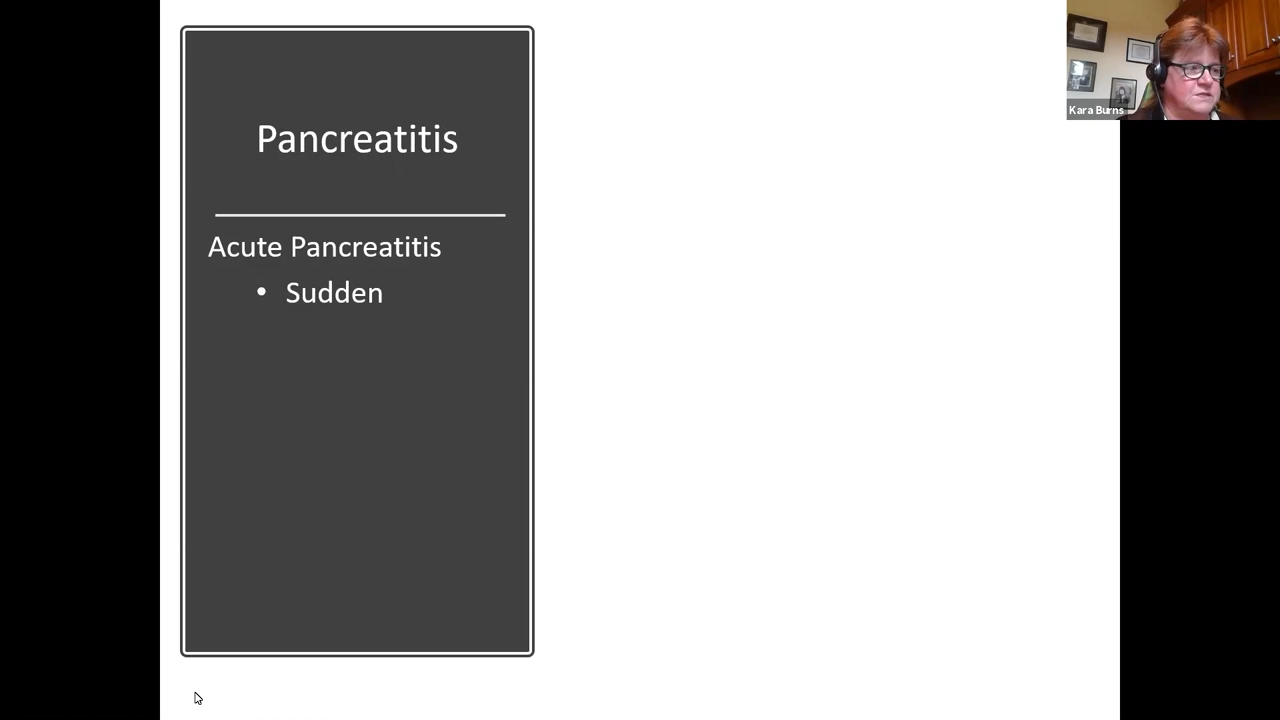 Pancreatitis
Acute Pancreatitis
• Sudden
Kara Burns